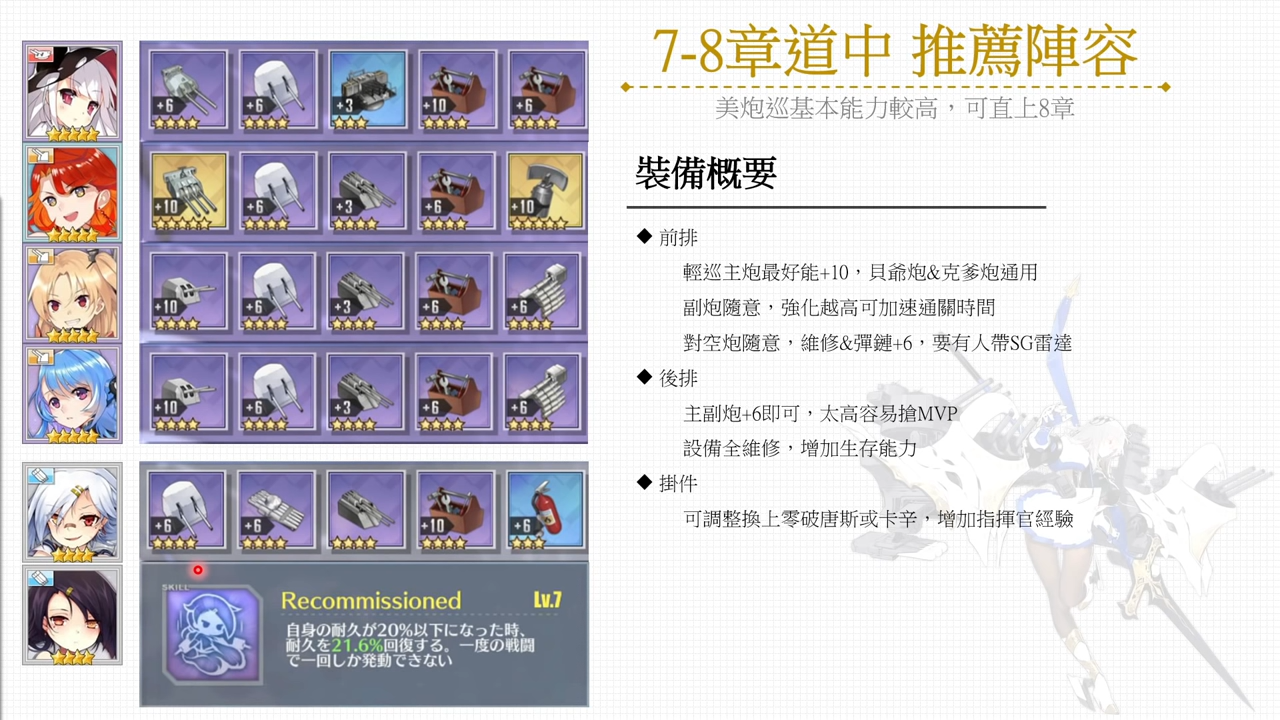 7-8章道中 推薦陣容
美炮巡基本能力較高，可直上8章
裝備概要
◆ 前排
輕巡主炮最好能+10，貝爺炮&克爹炮通用
副炮隨意，強化越高可加速通關時間
對空炮隨意，維修&彈鏈+6，要有人帶SG雷達
◆ 後排
主副炮+6即可，太高容易搶MVP
設備全維修，增加生存能力
◆ 掛件
可調整換上零破唐斯或卡辛，增加指揮官經驗
+6 +6 +3 +10 +6
+10 +6 +3 +6 +10
+10 +6 +3 +6 +6
+10 +6 +3 +6 +6
+6 +6 +10 +6
SKILL
Recommissioned Lv.7
自身の耐久が20%以下になった時、
耐久を21.6%回復する。一度の戦闘
で一回しか発動できない